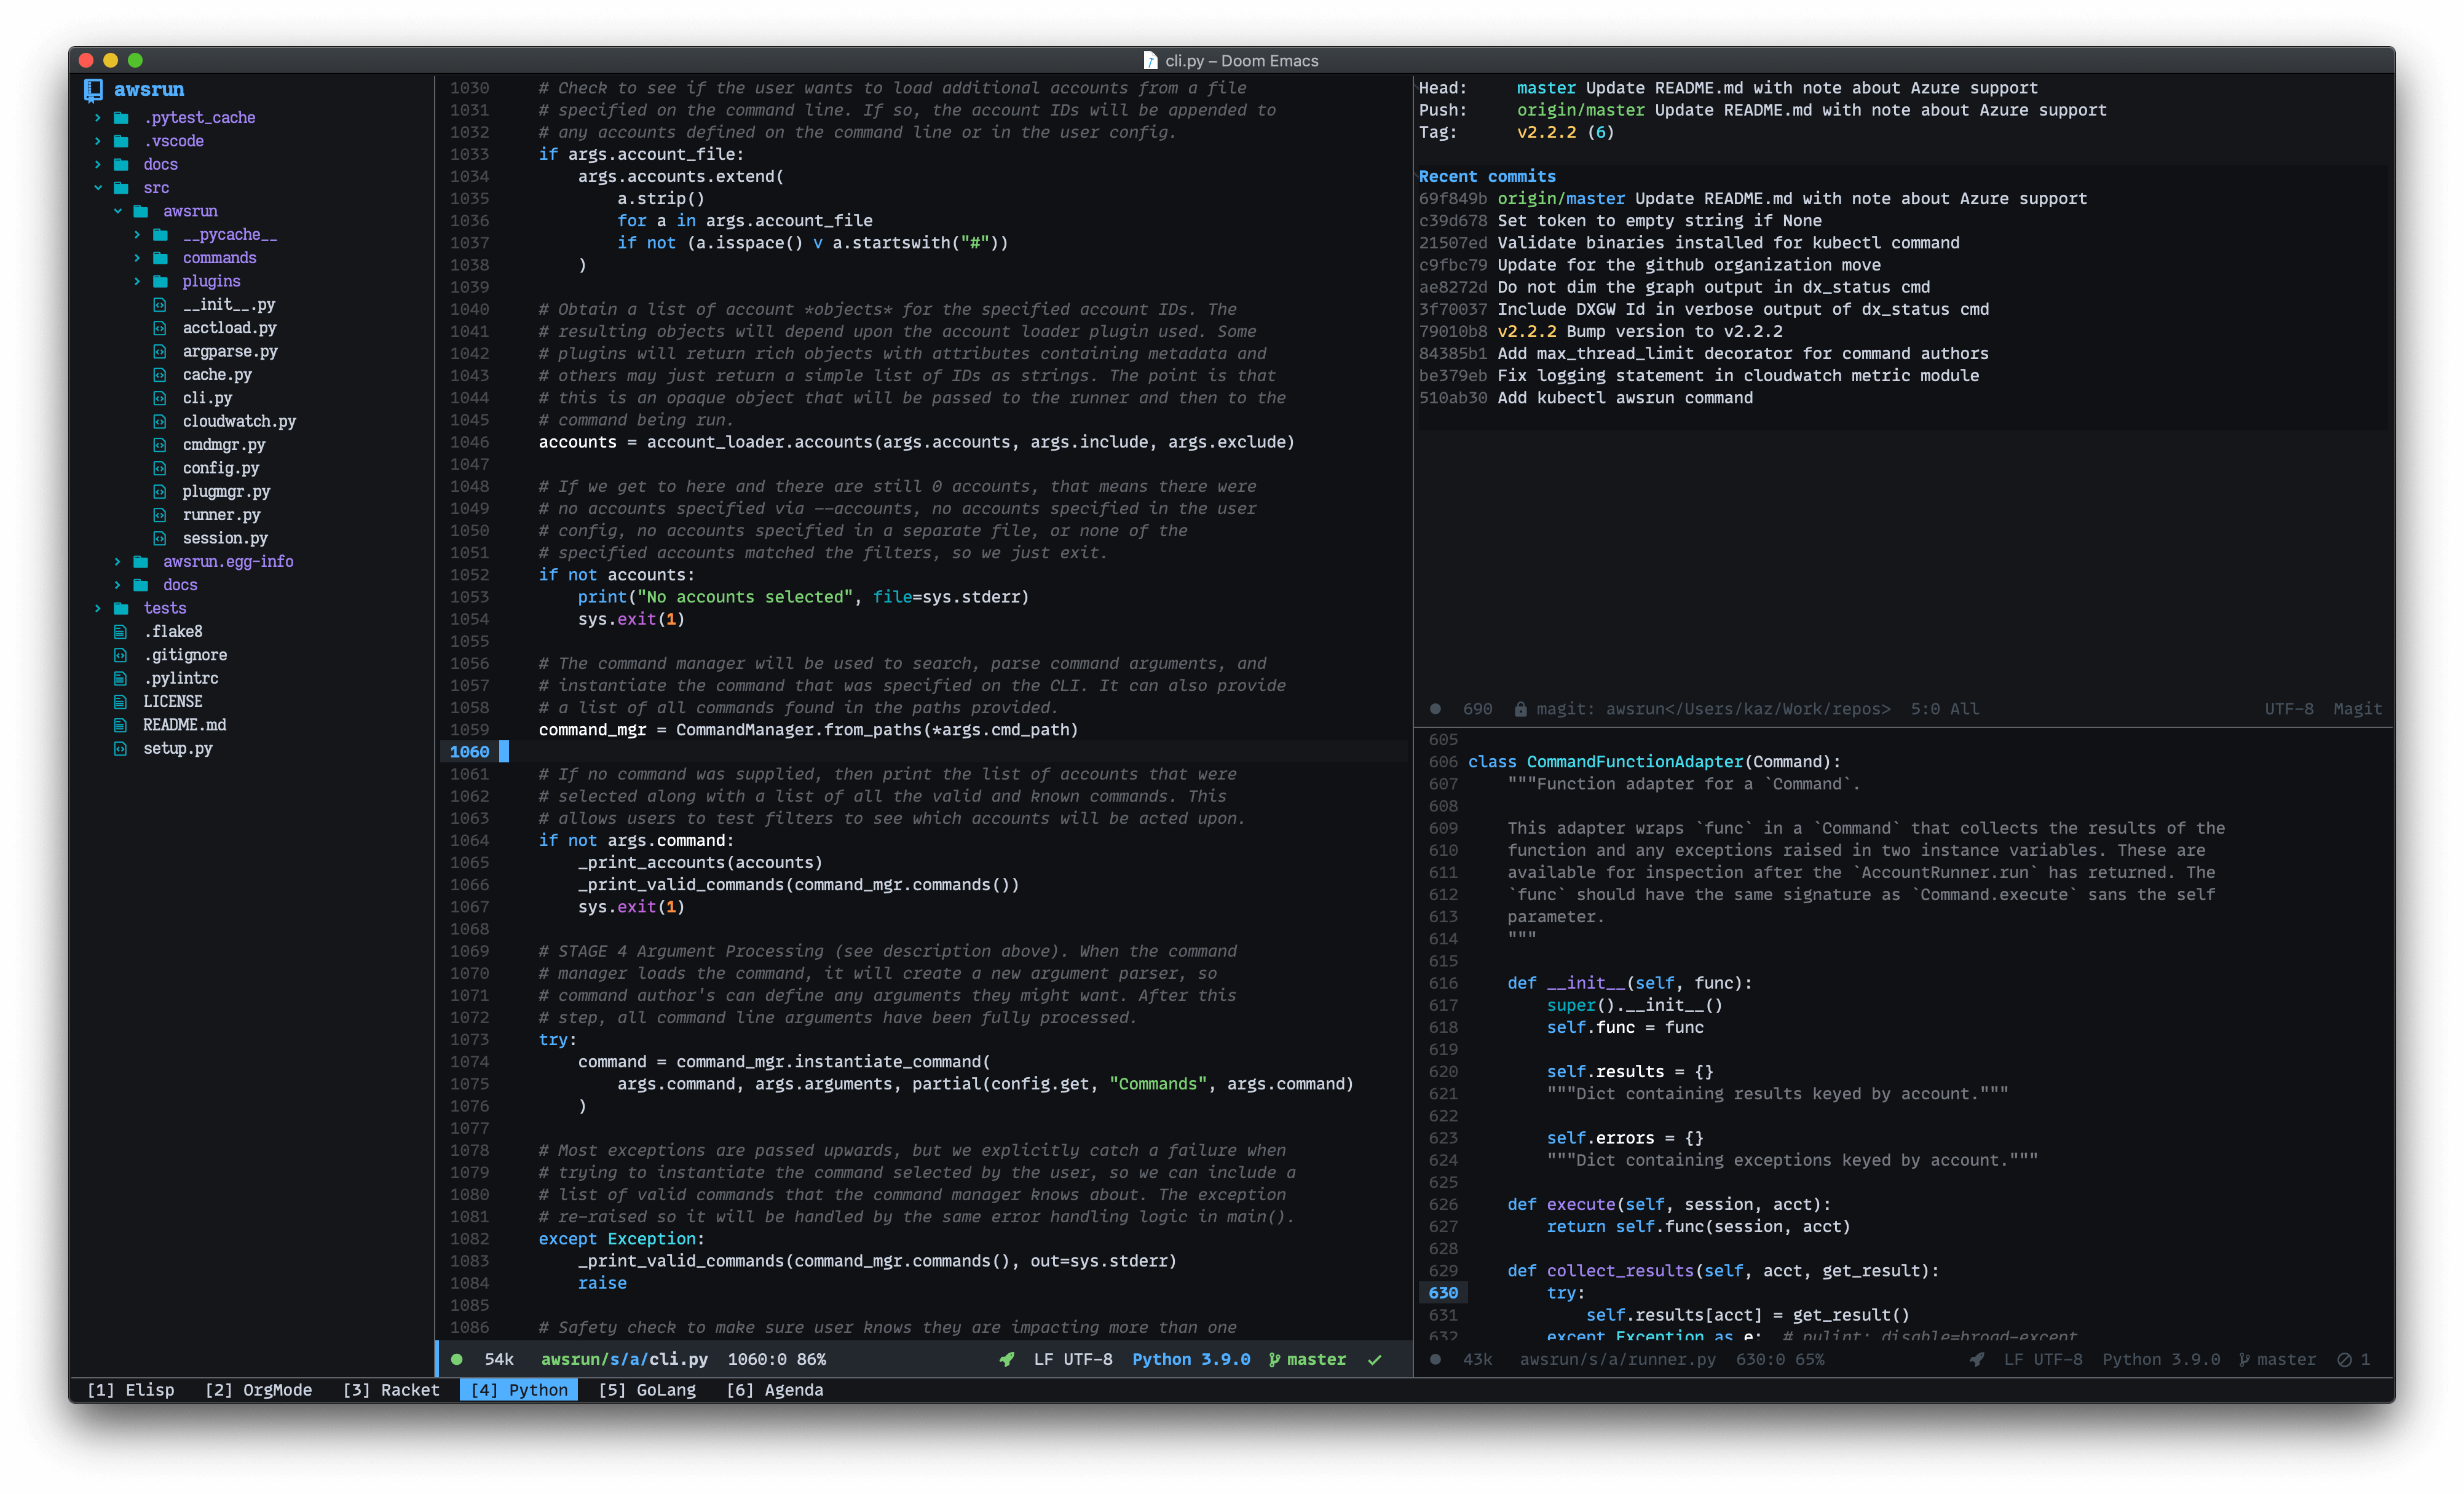 cli.py – Doom Emacs
awsrun
.pytest_cache
.vscode
docs
src
awsrun
__pycache__
commands
plugins
__init__.py
acctload.py
argparse.py
cache.py
cli.py
cloudwatch.py
cmdmgr.py
config.py
plugmgr.py
runner.py
session.py
awsrun.egg-info
docs
tests
.flake8
.gitignore
.pylintrc
LICENSE
README.md
setup.py
1030 # Check to see if the user wants to load additional accounts from a file
1031 # specified on the command line. If so, the account IDs will be appended to
1032 # any accounts defined on the command line or in the user config.
1033 if args.account_file:
1034 args.accounts.extend(
1035 a.strip()
1036 for a in args.account_file
1037 if not (a.isspace() ∨ a.startswith("#"))
1038 )
1039
1040 # Obtain a list of account *objects* for the specified account IDs. The
1041 # resulting objects will depend upon the account loader plugin used. Some
1042 # plugins will return rich objects with attributes containing metadata and
1043 # others may just return a simple list of IDs as strings. The point is that
1044 # this is an opaque object that will be passed to the runner and then to the
1045 # command being run.
1046 accounts = account_loader.accounts(args.accounts, args.include, args.exclude)
1047
1048 # If we get to here and there are still 0 accounts, that means there were
1049 # no accounts specified via --accounts, no accounts specified in the user
1050 # config, no accounts specified in a separate file, or none of the
1051 # specified accounts matched the filters, so we just exit.
1052 if not accounts:
1053 print("No accounts selected", file=sys.stderr)
1054 sys.exit(1)
1055
1056 # The command manager will be used to search, parse command arguments, and
1057 # instantiate the command that was specified on the CLI. It can also provide
1058 # a list of all commands found in the paths provided.
1059 command_mgr = CommandManager.from_paths(*args.cmd_path)
1060
1061 # If no command was supplied, then print the list of accounts that were
1062 # selected along with a list of all the valid and known commands. This
1063 # allows users to test filters to see which accounts will be acted upon.
1064 if not args.command:
1065 _print_accounts(accounts)
1066 _print_valid_commands(command_mgr.commands())
1067 sys.exit(1)
1068
1069 # STAGE 4 Argument Processing (see description above). When the command
1070 # manager loads the command, it will create a new argument parser, so
1071 # command author's can define any arguments they might want. After this
1072 # step, all command line arguments have been fully processed.
1073 try:
1074 command = command_mgr.instantiate_command(
1075 args.command, args.arguments, partial(config.get, "Commands", args.command)
1076 )
1077
1078 # Most exceptions are passed upwards, but we explicitly catch a failure when
1079 # trying to instantiate the command selected by the user, so we can include a
1080 # list of valid commands that the command manager knows about. The exception
1081 # re-raised so it will be handled by the same error handling logic in main().
1082 except Exception:
1083 _print_valid_commands(command_mgr.commands(), out=sys.stderr)
1084 raise
1085
1086 # Safety check to make sure user knows they are impacting more than one
54k awsrun/s/a/cli.py 1060:0 86% LF UTF-8 Python 3.9.0 master ✓
Head: master Update README.md with note about Azure support
Push: origin/master Update README.md with note about Azure support
Tag: v2.2.2 (6)
Recent commits
69f849b origin/master Update README.md with note about Azure support
c39d678 Set token to empty string if None
21507ed Validate binaries installed for kubectl command
c9fbc79 Update for the github organization move
ae8272d Do not dim the graph output in dx_status cmd
3f70037 Include DXGW Id in verbose output of dx_status cmd
79010b8 v2.2.2 Bump version to v2.2.2
84385b1 Add max_thread_limit decorator for command authors
be379eb Fix logging statement in cloudwatch metric module
510ab30 Add kubectl awsrun command
690 magit: awsrun</Users/kaz/Work/repos> 5:0 All UTF-8 Magit
605
606 class CommandFunctionAdapter(Command):
607 """Function adapter for a `Command`.
608
609 This adapter wraps `func` in a `Command` that collects the results of the
610 function and any exceptions raised in two instance variables. These are
611 available for inspection after the `AccountRunner.run` has returned. The
612 `func` should have the same signature as `Command.execute` sans the self
613 parameter.
614 """
615
616 def __init__(self, func):
617 super().__init__()
618 self.func = func
619
620 self.results = {}
621 """Dict containing results keyed by account."""
622
623 self.errors = {}
624 """Dict containing exceptions keyed by account."""
625
626 def execute(self, session, acct):
627 return self.func(session, acct)
628
629 def collect_results(self, acct, get_result):
630 try:
631 self.results[acct] = get_result()
632 except Exception as e: # pylint: disable=broad-except
43k awsrun/s/a/runner.py 630:0 65% LF UTF-8 Python 3.9.0 master 1
[1] Elisp [2] OrgMode [3] Racket [4] Python [5] GoLang [6] Agenda